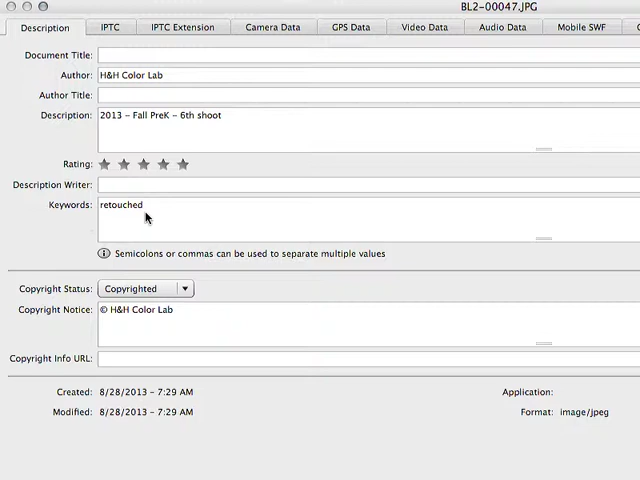 BL2-00047.JPG
Description IPTC IPTC Extension Camera Data GPS Data Video Data Audio Data Mobile SWF
Document Title:
Author: H&H Color Lab
Author Title:
Description: 2013 - Fall PreK - 6th shoot
Rating:
Description Writer:
Keywords: retouched
Semicolons or commas can be used to separate multiple values
Copyright Status: Copyrighted
Copyright Notice: © H&H Color Lab
Copyright Info URL:
Created: 8/28/2013 - 7:29 AM Application:
Modified: 8/28/2013 - 7:29 AM Format: image/jpeg